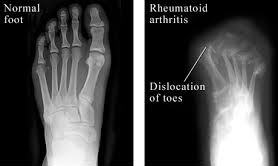 Normal
foot
Rheumatoid
arthritis
Dislocation
of toes